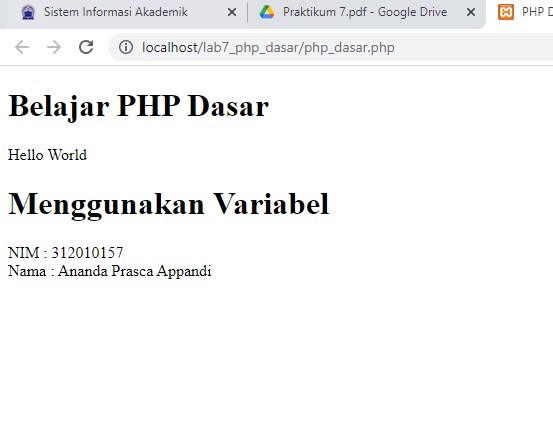 Sistem Informasi Akademik
Praktikum 7.pdf - Google Drive
PHP D
localhost/lab7_php_dasar/php_dasar.php
Belajar PHP Dasar
Hello World
Menggunakan Variabel
NIM : 312010157
Nama : Ananda Prasca Appandi